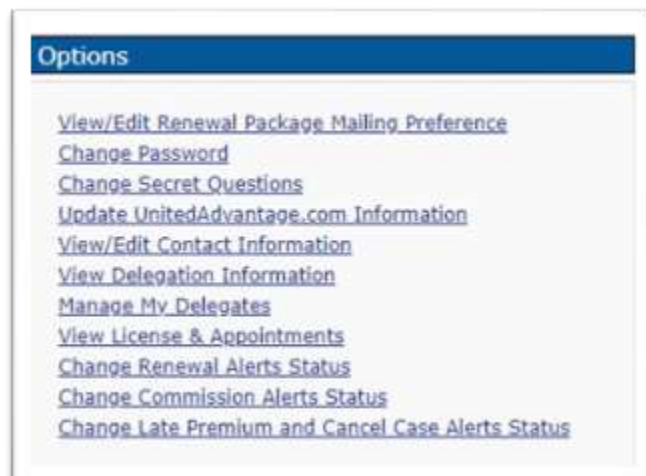 Options
View/Edit Renewal Package Mailing Preference
Change Password
Change Secret Questions
Update UnitedAdvantage.com Information
View/Edit Contact Information
View Delegation Information
Manage My Delegates
View License & Appointments
Change Renewal Alerts Status
Change Commission Alerts Status
Change Late Premium and Cancel Case Alerts Status